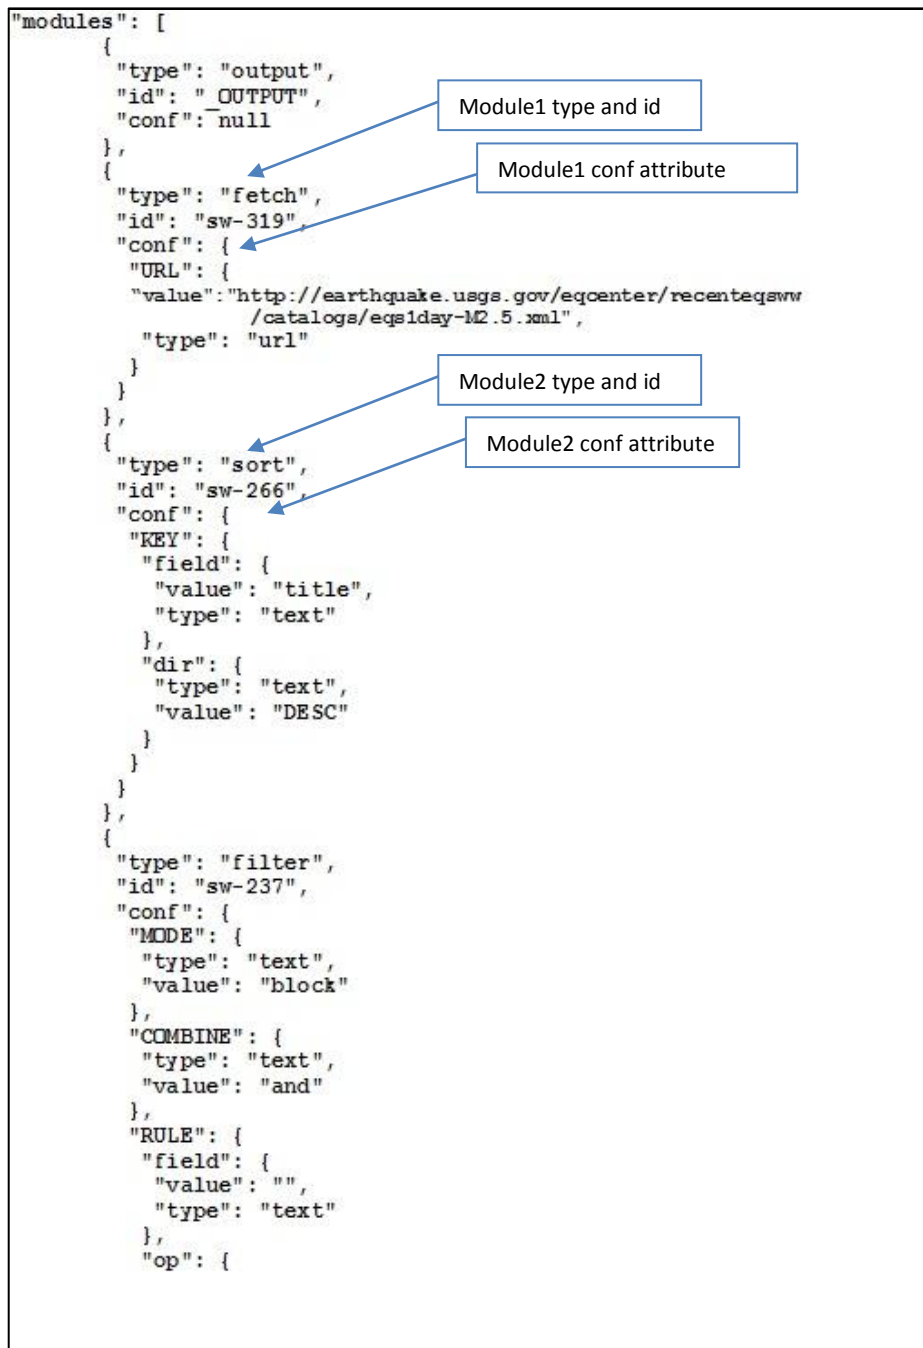 "modules": [
{
"type": "output",
"id": "_OUTPUT",
"conf": null
},
Module1 type and id
{
Module1 conf attribute
"type": "fetch",
"id": "sw-319",
"conf": {
"URL": {
"value":"http://earthquake.usgs.gov/eqcenter/recenteqsww
/catalogs/eqs1day-M2.5.xml",
"type": "url"
}
}
Module2 type and id
},
{
Module2 conf attribute
"type": "sort",
"id": "sw-266",
"conf": {
"KEY": {
"field": {
"value": "title",
"type": "text"
},
"dir": {
"type": "text",
"value": "DESC"
}
}
}
},
{
"type": "filter",
"id": "sw-237",
"conf": {
"MODE": {
"type": "text",
"value": "block"
},
"COMBINE": {
"type": "text",
"value": "and"
},
"RULE": {
"field": {
"value": "",
"type": "text"
},
"op": {